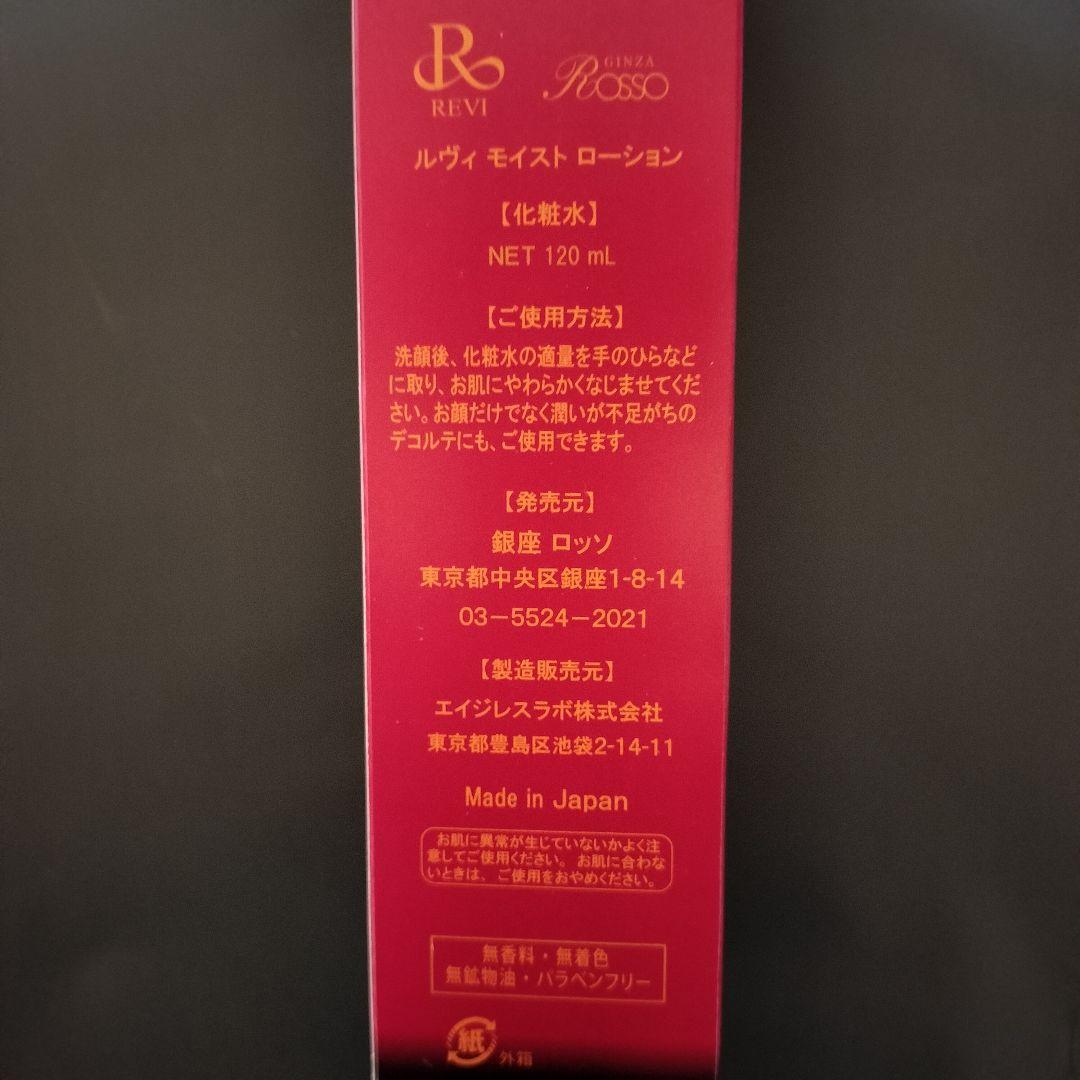 R
REVI
GINZA
Rosso
ルヴィ モイスト ローション
【化粧水】
NET 120 mL
【ご使用方法】
洗顔後、化粧水の適量を手のひらなど
に取り、お肌にやわらかくなじませてくだ
さい。お顔だけでなく潤いが不足がちの
デコルテにも、ご使用できます。
【発売元】
銀座 ロッソ
東京都中央区銀座1-8-14
03-5524-2021
【製造販売元】
エイジレスラボ株式会社
東京都豊島区池袋2-14-11
Made in Japan
お肌に異常が生じていないかよく注
意してご使用ください。お肌に合わな
いときは、ご使用をおやめください。
無香料・無着色
無鉱物油・パラベンフリー
紙
外箱